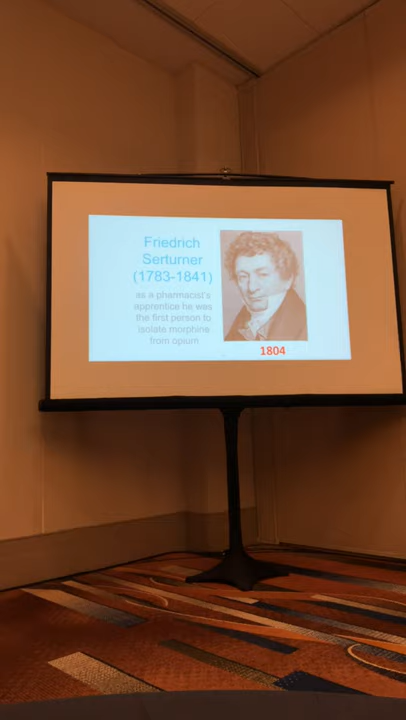 Friedrich
Serturner
(1783-1841)
as a pharmacist's
apprentice he was
the first person to
isolate morphine
from opium
1804